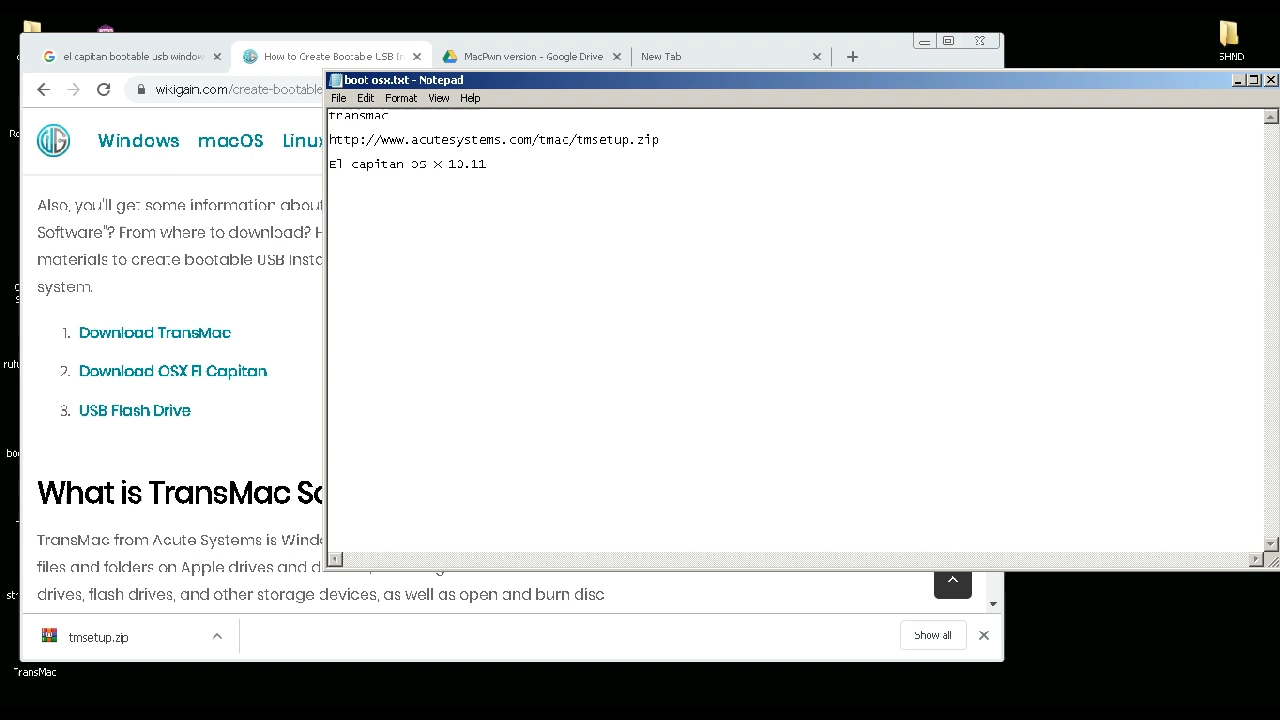 SHND
el capitan bootable usb window
How to Create Bootabe USB In
MacPwn version - Google Drive
New Tab
wikigain.com/create-bootable
boot osx.txt - Notepad
File Edit Format View Help
transmac
http://www.acutesystems.com/tmac/tmsetup.zip
El capitan os x 10.11
Windows macOS Linux
Also, you'll get some information about
Software"? From where to download? H
materials to create bootable USB insta
system.
1. Download TransMac
2. Download OSX El Capitan
3. USB Flash Drive
What is TransMac So
TransMac from Acute Systems is Windo
files and folders on Apple drives and d
drives, flash drives, and other storage devices, as well as open and burn disc
tmsetup.zip
Show all
TransMac